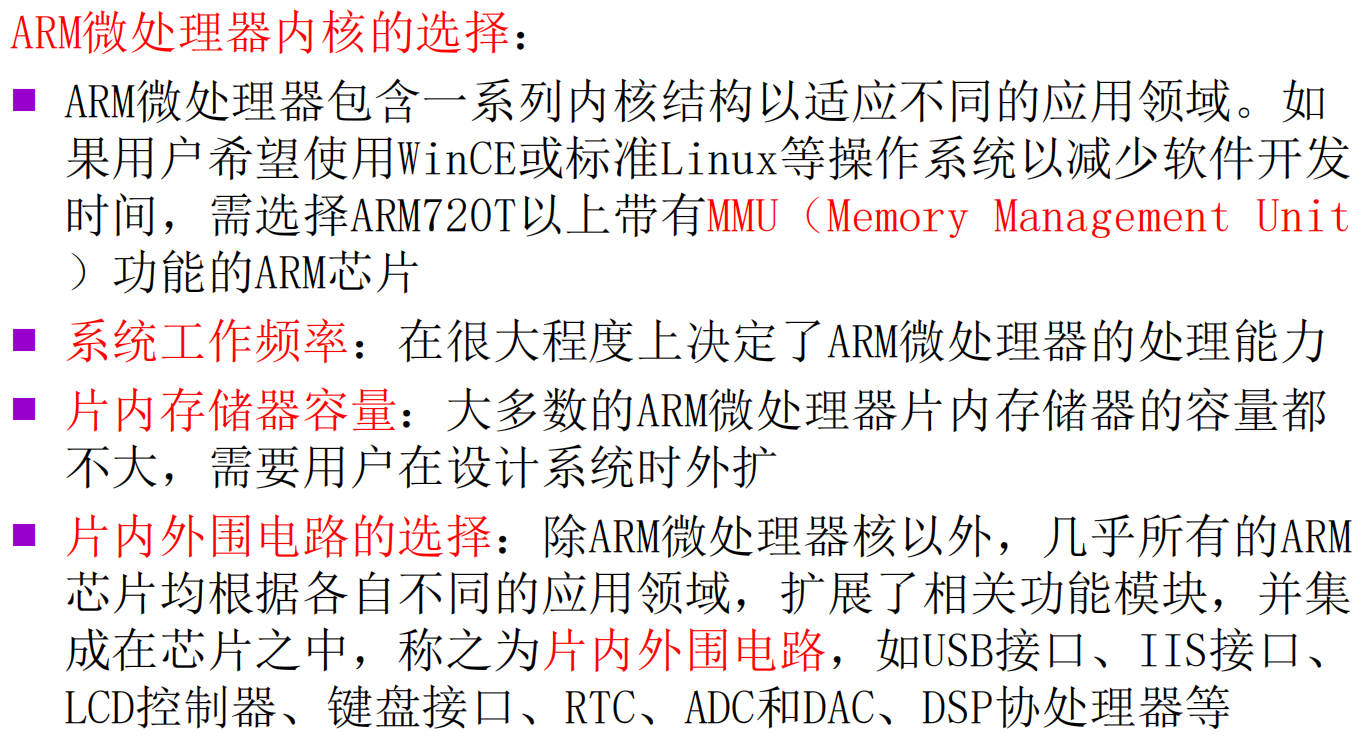 ARM微处理器内核的选择：
■ ARM微处理器包含一系列内核结构以适应不同的应用领域。如
果用户希望使用WinCE或标准Linux等操作系统以减少软件开发
时间，需选择ARM720T以上带有MMU（Memory Management Unit
）功能的ARM芯片
■ 系统工作频率：在很大程度上决定了ARM微处理器的处理能力
■ 片内存储器容量：大多数的ARM微处理器片内存储器的容量都
不大，需要用户在设计系统时外扩
■ 片内外围电路的选择：除ARM微处理器核以外，几乎所有的ARM
芯片均根据各自不同的应用领域，扩展了相关功能模块，并集
成在芯片之中，称之为片内外围电路，如USB接口、IIS接口、
LCD控制器、键盘接口、RTC、ADC和DAC、DSP协处理器等